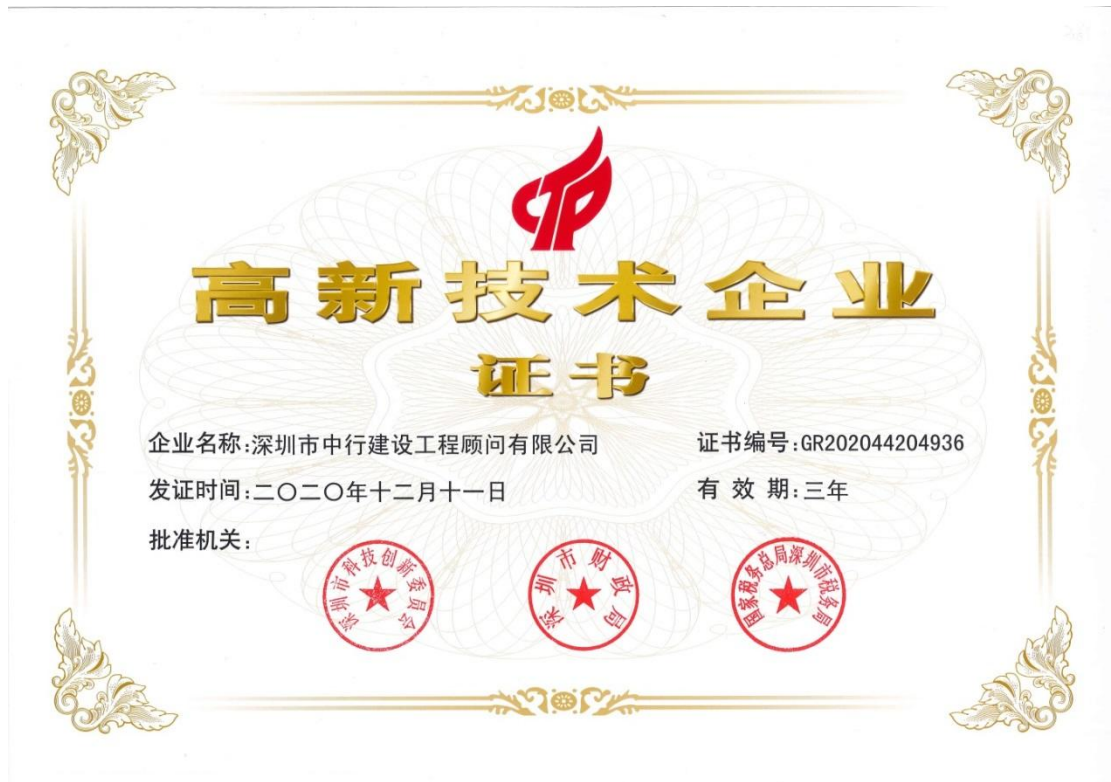 高新技术企业
证书
企业名称:深圳市中行建设工程顾问有限公司
证书编号:GR202044204936
发证时间:二〇二〇年十二月十一日
有效期:三年
批准机关:
深圳市科技创新委员会
深圳市财政局
国家税务总局深圳市税务局